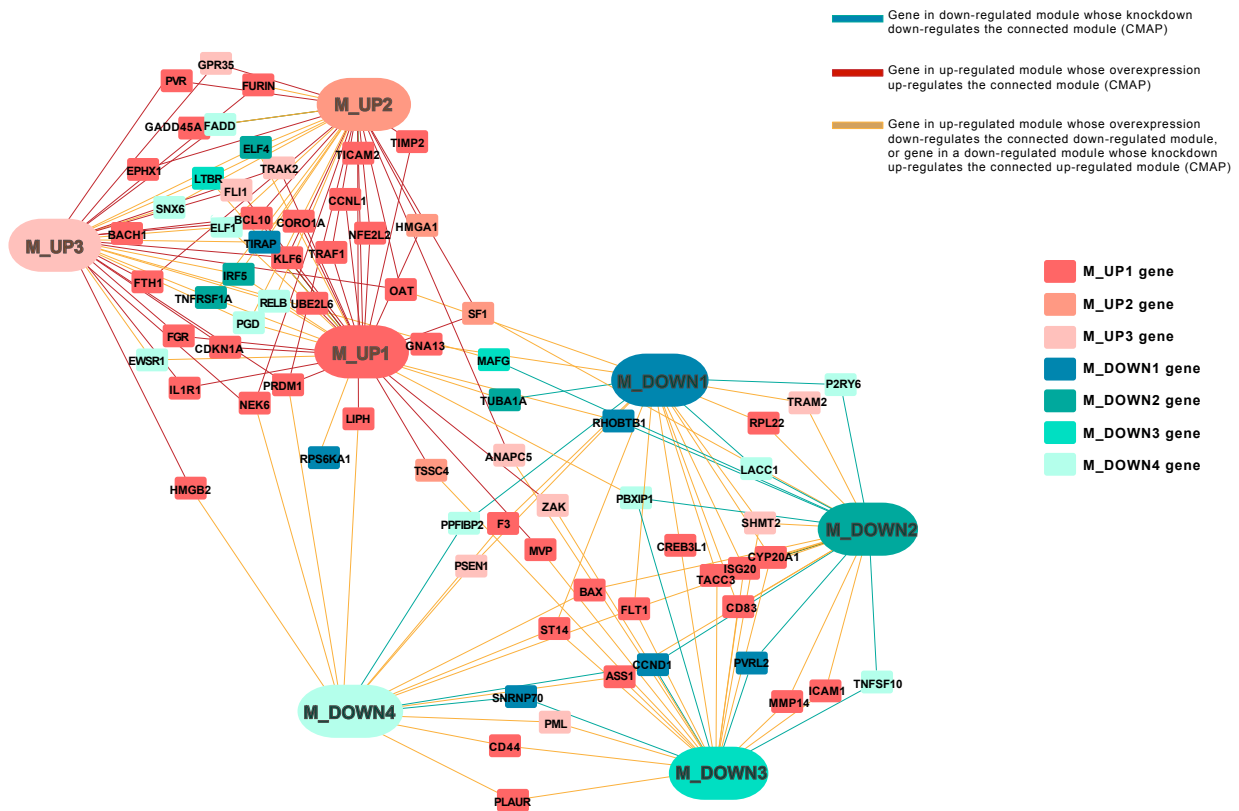 Gene in down-regulated module whose knockdown
down-regulates the connected module (CMAP)
Gene in up-regulated module whose overexpression
up-regulates the connected module (CMAP)
Gene in up-regulated module whose overexpression
down-regulates the connected down-regulated module,
or gene in a down-regulated module whose knockdown
up-regulates the connected up-regulated module (CMAP)
M_UP1 gene
M_UP2 gene
M_UP3 gene
M_DOWN1 gene
M_DOWN2 gene
M_DOWN3 gene
M_DOWN4 gene
GPR35
PVR
FURIN
M_UP2
GADD45A
FADD
TIMP2
ELF4
TICAM2
EPHX1
TRAK2
LTBR
FLI1
SNX6
CCNL1
BCL10
CORO1A
HMGA1
ELF1
NFE2L2
BACH1
M_UP3
TIRAP
KLF6
TRAF1
FTH1
IRF5
OAT
TNFRSF1A
RELB
UBE2L6
SF1
PGD
FGR
CDKN1A
M_UP1
GNA13
EWSR1
MAFG
IL1R1
PRDM1
NEK6
M_DOWN1
P2RY6
TUBA1A
TRAM2
LIPH
RHOBTB1
RPL22
RPS6KA1
TSSC4
ANAPC5
LACC1
HMGB2
PBXIP1
ZAK
PPFIBP2
F3
SHMT2
M_DOWN2
MVP
CREB3L1
CYP20A1
PSEN1
ISG20
TACC3
BAX
FLT1
CD83
ST14
CCND1
PVRL2
ASS1
TNFSF10
SNRNP70
MMP14
ICAM1
M_DOWN4
PML
CD44
M_DOWN3
PLAUR